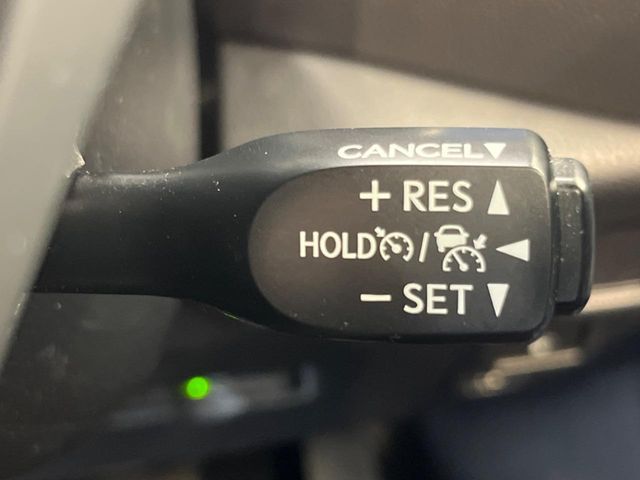 CANCEL▼
+ RES ▲
HOLD / ◀
− SET ▼